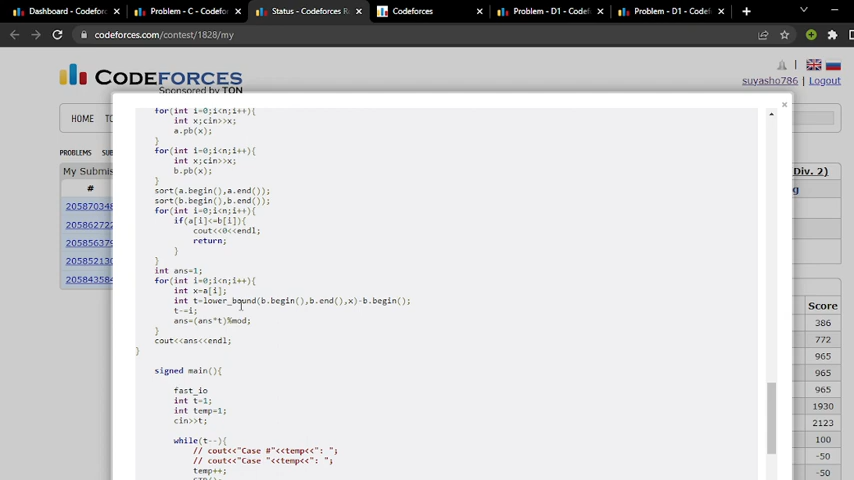 Dashboard - Codeforc
Problem - C - Codeforces
Status - Codeforces R
Codeforces
Problem - D1 - Codef
Problem - D1 - Codef
codeforces.com/contest/1828/my
CODEFORCES
Sponsored by TON
suyasho786 | Logout
HOME TO
PROBLEMS SUB
My Submis
#
205870348
205862722
205856379
205852130
205843584
for(int i=0;i<n;i++){
int x;cin>>x;
a.pb(x);
}
for(int i=0;i<n;i++){
int x;cin>>x;
b.pb(x);
}
sort(a.begin(),a.end());
sort(b.begin(),b.end());
for(int i=0;i<n;i++){
if(a[i]<=b[i]){
cout<<0<<endl;
return;
}
}
int ans=1;
for(int i=0;i<n;i++){
int x=a[i];
int t=lower_bound(b.begin(),b.end(),x)-b.begin();
t-=i;
ans=(ans*t)%mod;
}
cout<<ans<<endl;
}
signed main(){
fast_io
int t=1;
int temp=1;
cin>>t;
while(t--){
// cout<<"Case #"<<temp<<": ";
// cout<<"Case "<<temp<<": ";
temp++;
Div. 2)
g
Score
386
772
965
965
965
1930
2123
100
-50
-50